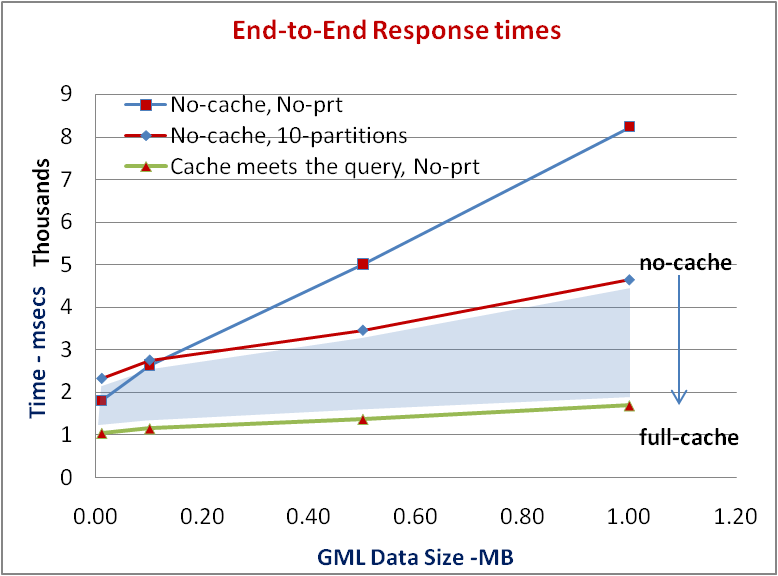 End-to-End Response times
Time - msecs Thousands
9
8
7
6
5
4
3
2
1
0
No-cache, No-prt
No-cache, 10-partitions
Cache meets the query, No-prt
no-cache
full-cache
0.00 0.20 0.40 0.60 0.80 1.00 1.20
GML Data Size -MB